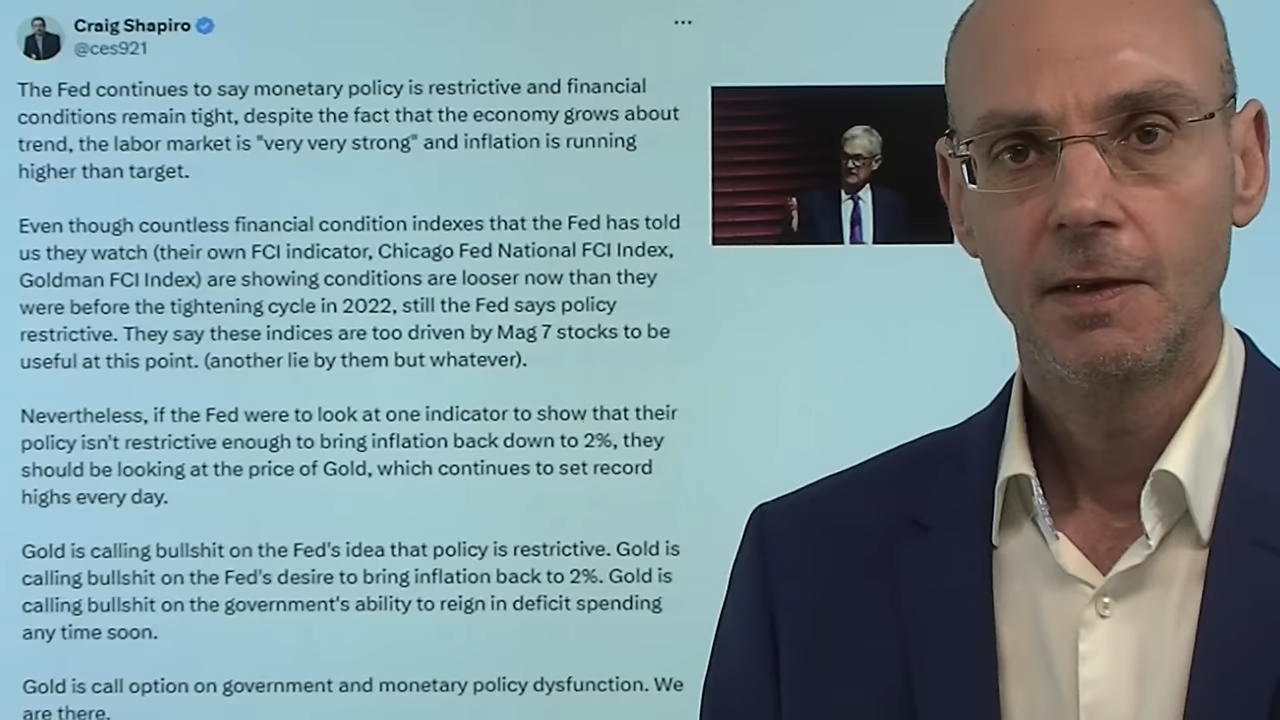 Craig Shapiro
@ces921
...
The Fed continues to say monetary policy is restrictive and financial
conditions remain tight, despite the fact that the economy grows about
trend, the labor market is "very very strong" and inflation is running
higher than target.
Even though countless financial condition indexes that the Fed has told
us they watch (their own FCI indicator, Chicago Fed National FCI Index,
Goldman FCI Index) are showing conditions are looser now than they
were before the tightening cycle in 2022, still the Fed says policy
restrictive. They say these indices are too driven by Mag 7 stocks to be
useful at this point. (another lie by them but whatever).
Nevertheless, if the Fed were to look at one indicator to show that their
policy isn't restrictive enough to bring inflation back down to 2%, they
should be looking at the price of Gold, which continues to set record
highs every day.
Gold is calling bullshit on the Fed's idea that policy is restrictive. Gold is
calling bullshit on the Fed's desire to bring inflation back to 2%. Gold is
calling bullshit on the government's ability to reign in deficit spending
any time soon.
Gold is call option on government and monetary policy dysfunction. We
are there.